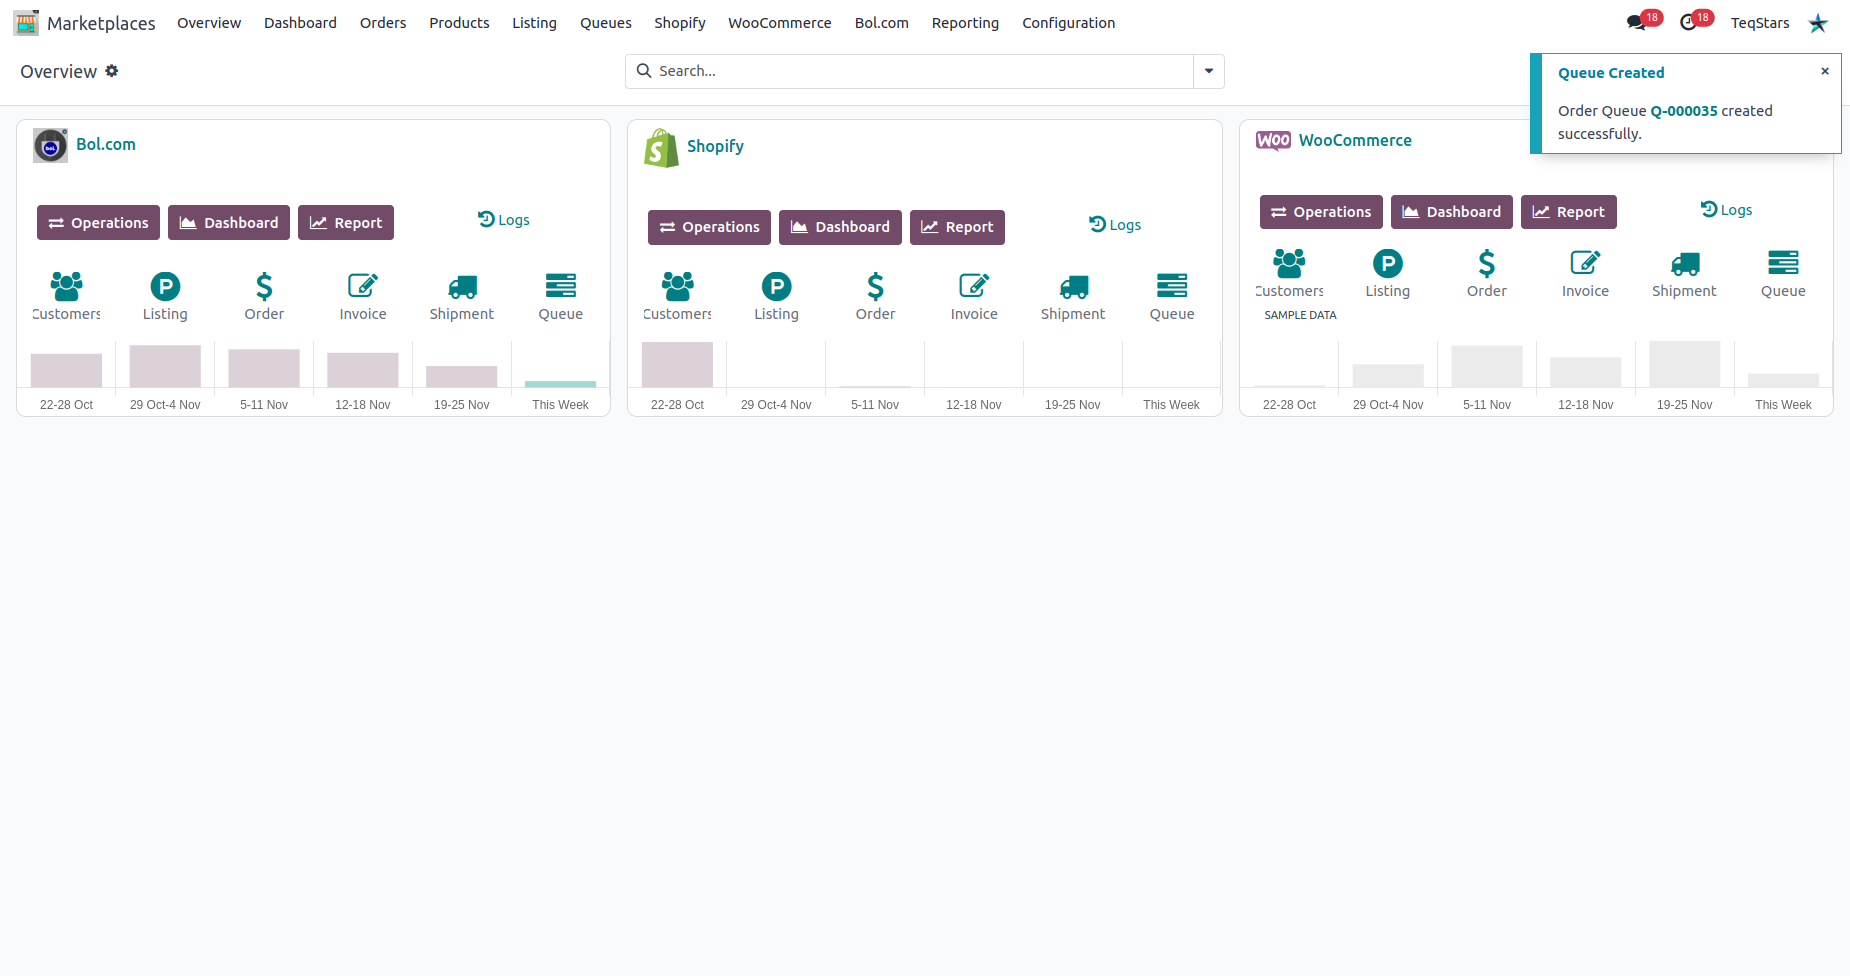 Marketplaces Overview Dashboard Orders Products Listing Queues Shopify WooCommerce Bol.com Reporting Configuration 18 18 TeqStars
Overview Search...
Queue Created ×
Order Queue Q-000035 created
successfully.
Bol.com
Operations Dashboard Report Logs
Customers Listing Order Invoice Shipment Queue
22-28 Oct 29 Oct-4 Nov 5-11 Nov 12-18 Nov 19-25 Nov This Week
Shopify
Operations Dashboard Report Logs
Customers Listing Order Invoice Shipment Queue
22-28 Oct 29 Oct-4 Nov 5-11 Nov 12-18 Nov 19-25 Nov This Week
WOO WooCommerce
Operations Dashboard Report Logs
Customers Listing Order Invoice Shipment Queue
SAMPLE DATA
22-28 Oct 29 Oct-4 Nov 5-11 Nov 12-18 Nov 19-25 Nov This Week